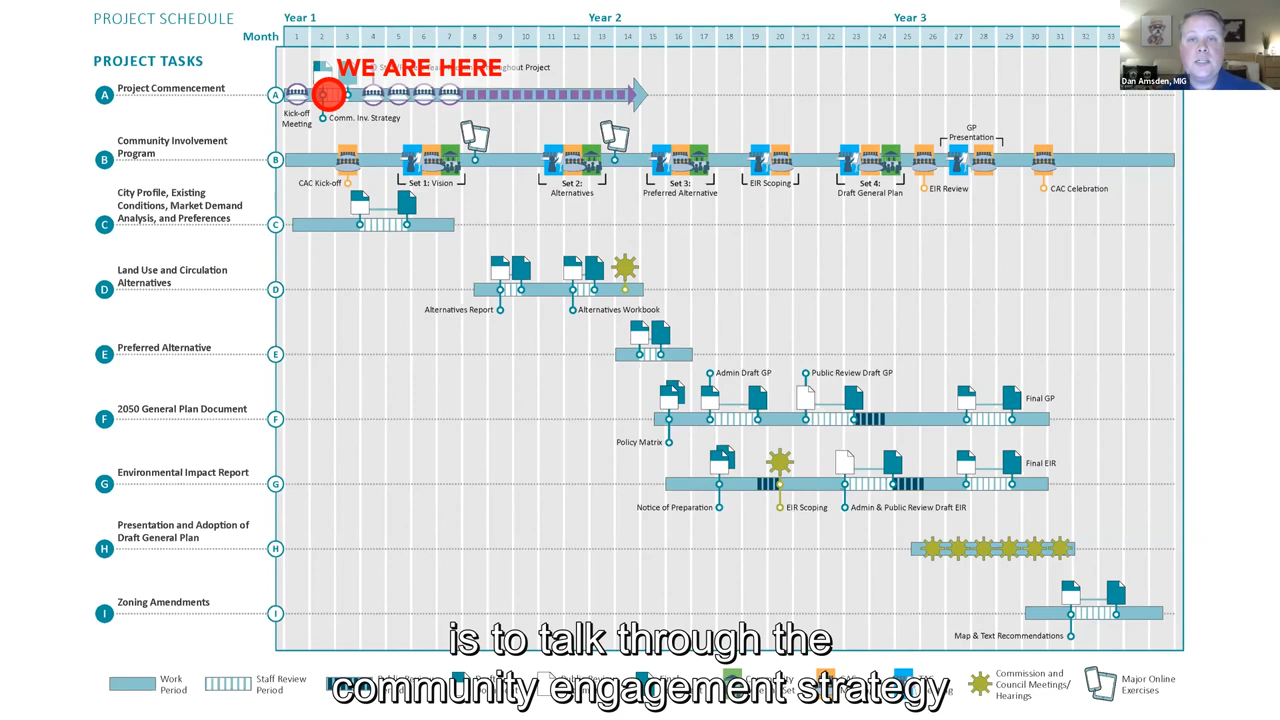 PROJECT SCHEDULE
Year 1
Year 2
Year 3
Month
1 2 3 4 5 6 7 8 9 10 11 12 13 14 15 16 17 18 19 20 21 22 23 24 25 26 27 28 29 30 31 32 33
Dan Amsden, MIG
PROJECT TASKS
WE ARE HERE
out Project
A
Project Commencement
A
Kick-off
Meeting
Comm. Inv. Strategy
B
Community Involvement
Program
B
CAC Kick-off
Set 1: Vision
Set 2:
Alternatives
Set 3:
Preferred Alternative
EIR Scoping
Set 4:
Draft General Plan
GP
Presentation
EIR Review
CAC Celebration
C
City Profile, Existing
Conditions, Market Demand
Analysis, and Preferences
C
D
Land Use and Circulation
Alternatives
D
Alternatives Report
Alternatives Workbook
E
Preferred Alternative
E
F
2050 General Plan Document
F
Admin Draft GP
Public Review Draft GP
Final GP
Policy Matrix
G
Environmental Impact Report
G
Final EIR
Notice of Preparation
EIR Scoping
Admin & Public Review Draft EIR
H
Presentation and Adoption of
Draft General Plan
H
I
Zoning Amendments
I
Map & Text Recommendations
is to talk through the
community engagement strategy
Work
Period
Staff Review
Period
Commission and
Council Meetings/
Hearings
Major Online
Exercises